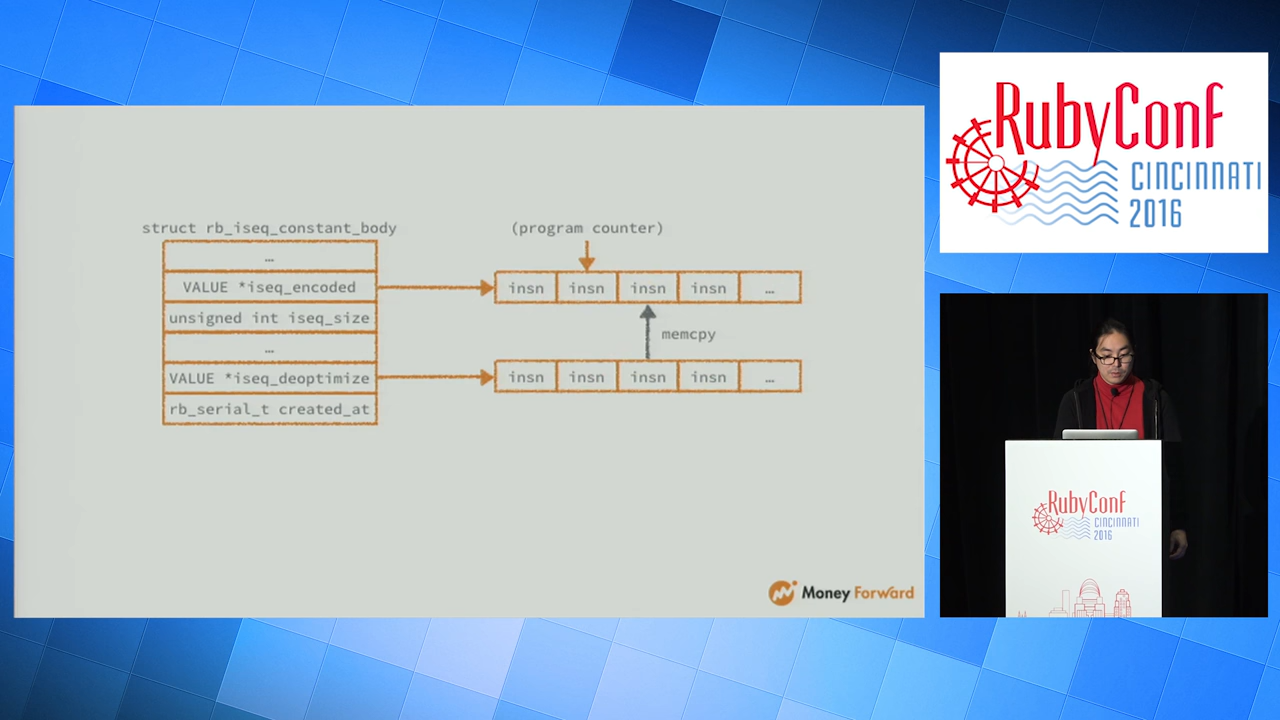 struct rb_iseq_constant_body
…
VALUE *iseq_encoded
unsigned int iseq_size
…
VALUE *iseq_deoptimize
rb_serial_t created_at
(program counter)
insn insn insn insn …
memcpy
insn insn insn insn …
Money Forward
RubyConf
CINCINNATI
2016
RubyConf
CINCINNATI
2016